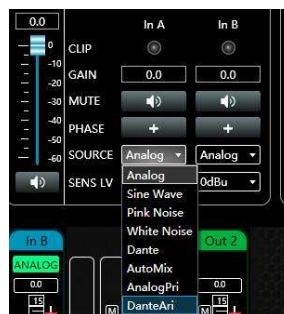 0.0 In A In B
0 CLIP
-10
GAIN 0.0 0.0
-20
-30 MUTE
-40 PHASE + +
-50 SOURCE Analog Analog
-60
SENS LV 0dBu
Analog
Sine Wave
Pink Noise
White Noise
Dante
AutoMix
AnalogPri
DanteAri
In B Out 2
ANALOG
0.0 0.0
15 M M 15